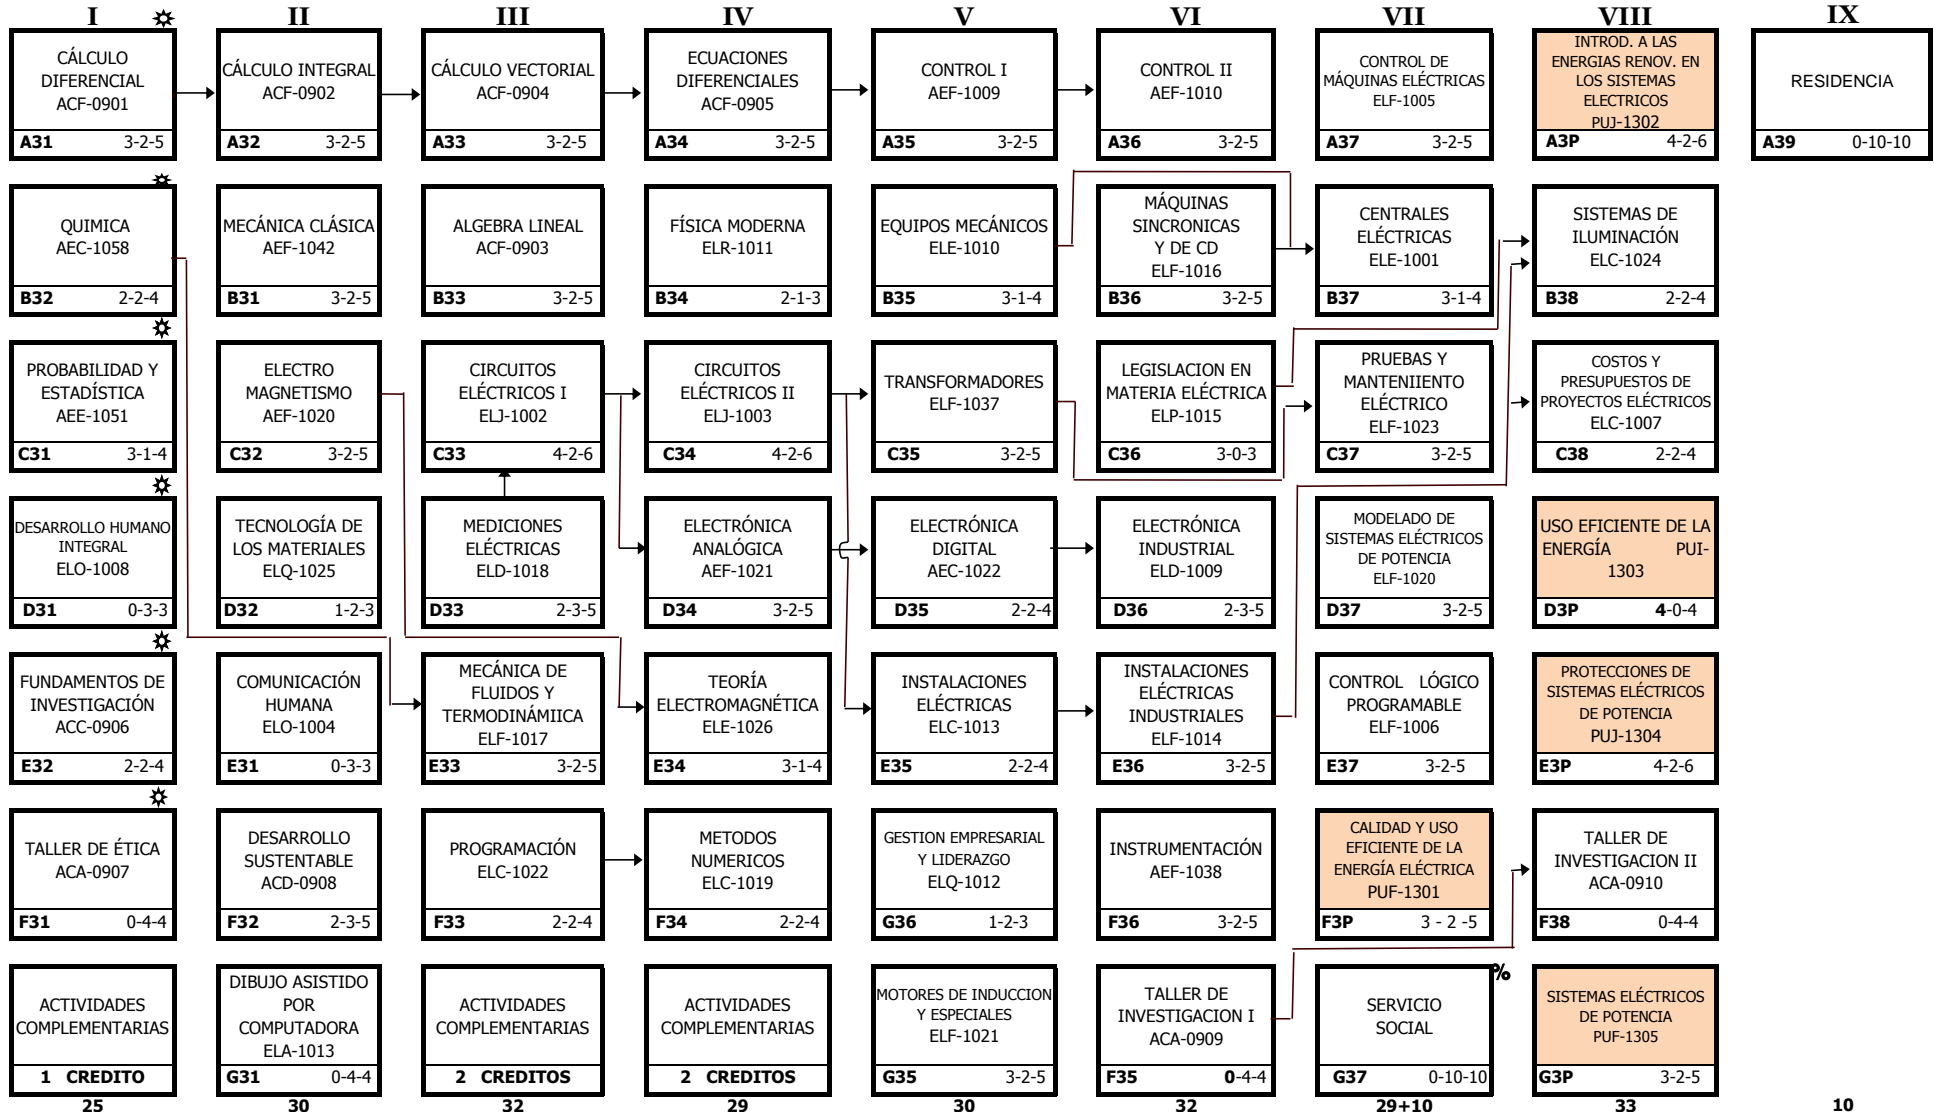 I II III IV V VI VII VIII IX
CÁLCULO
DIFERENCIAL
ACF-0901
A31 3-2-5
CÁLCULO INTEGRAL
ACF-0902
A32 3-2-5
CÁLCULO VECTORIAL
ACF-0904
A33 3-2-5
ECUACIONES
DIFERENCIALES
ACF-0905
A34 3-2-5
CONTROL I
AEF-1009
A35 3-2-5
CONTROL II
AEF-1010
A36 3-2-5
CONTROL DE
MÁQUINAS ELÉCTRICAS
ELF-1005
A37 3-2-5
INTROD. A LAS
ENERGIAS RENOV. EN
LOS SISTEMAS
ELECTRICOS
PUJ-1302
A3P 4-2-6
RESIDENCIA
A39 0-10-10
QUIMICA
AEC-1058
B32 2-2-4
MECÁNICA CLÁSICA
AEF-1042
B31 3-2-5
ALGEBRA LINEAL
ACF-0903
B33 3-2-5
FÍSICA MODERNA
ELR-1011
B34 2-1-3
EQUIPOS MECÁNICOS
ELE-1010
B35 3-1-4
MÁQUINAS
SINCRONICAS
Y DE CD
ELF-1016
B36 3-2-5
CENTRALES
ELÉCTRICAS
ELE-1001
B37 3-1-4
SISTEMAS DE
ILUMINACIÓN
ELC-1024
B38 2-2-4
PROBABILIDAD Y
ESTADÍSTICA
AEE-1051
C31 3-1-4
ELECTRO
MAGNETISMO
AEF-1020
C32 3-2-5
CIRCUITOS
ELÉCTRICOS I
ELJ-1002
C33 4-2-6
CIRCUITOS
ELÉCTRICOS II
ELJ-1003
C34 4-2-6
TRANSFORMADORES
ELF-1037
C35 3-2-5
LEGISLACION EN
MATERIA ELÉCTRICA
ELP-1015
C36 3-0-3
PRUEBAS Y
MANTENIIENTO
ELÉCTRICO
ELF-1023
C37 3-2-5
COSTOS Y
PRESUPUESTOS DE
PROYECTOS ELÉCTRICOS
ELC-1007
C38 2-2-4
DESARROLLO HUMANO
INTEGRAL
ELO-1008
D31 0-3-3
TECNOLOGÍA DE
LOS MATERIALES
ELQ-1025
D32 1-2-3
MEDICIONES
ELÉCTRICAS
ELD-1018
D33 2-3-5
ELECTRÓNICA
ANALÓGICA
AEF-1021
D34 3-2-5
ELECTRÓNICA
DIGITAL
AEC-1022
D35 2-2-4
ELECTRÓNICA
INDUSTRIAL
ELD-1009
D36 2-3-5
MODELADO DE
SISTEMAS ELÉCTRICOS
DE POTENCIA
ELF-1020
D37 3-2-5
USO EFICIENTE DE LA
ENERGÍA PUI-
1303
D3P 4-0-4
FUNDAMENTOS DE
INVESTIGACIÓN
ACC-0906
E32 2-2-4
COMUNICACIÓN
HUMANA
ELO-1004
E31 0-3-3
MECÁNICA DE
FLUIDOS Y
TERMODINÁMIICA
ELF-1017
E33 3-2-5
TEORÍA
ELECTROMAGNÉTICA
ELE-1026
E34 3-1-4
INSTALACIONES
ELÉCTRICAS
ELC-1013
E35 2-2-4
INSTALACIONES
ELÉCTRICAS
INDUSTRIALES
ELF-1014
E36 3-2-5
CONTROL LÓGICO
PROGRAMABLE
ELF-1006
E37 3-2-5
PROTECCIONES DE
SISTEMAS ELÉCTRICOS
DE POTENCIA
PUJ-1304
E3P 4-2-6
TALLER DE ÉTICA
ACA-0907
F31 0-4-4
DESARROLLO
SUSTENTABLE
ACD-0908
F32 2-3-5
PROGRAMACIÓN
ELC-1022
F33 2-2-4
METODOS
NUMERICOS
ELC-1019
F34 2-2-4
GESTION EMPRESARIAL
Y LIDERAZGO
ELQ-1012
G36 1-2-3
INSTRUMENTACIÓN
AEF-1038
F36 3-2-5
CALIDAD Y USO
EFICIENTE DE LA
ENERGÍA ELÉCTRICA
PUF-1301
F3P 3 - 2 -5
TALLER DE
INVESTIGACION II
ACA-0910
F38 0-4-4
ACTIVIDADES
COMPLEMENTARIAS
1 CREDITO
DIBUJO ASISTIDO
POR
COMPUTADORA
ELA-1013
G31 0-4-4
ACTIVIDADES
COMPLEMENTARIAS
2 CREDITOS
ACTIVIDADES
COMPLEMENTARIAS
2 CREDITOS
MOTORES DE INDUCCION
Y ESPECIALES
ELF-1021
G35 3-2-5
TALLER DE
INVESTIGACION I
ACA-0909
F35 0-4-4
%
SERVICIO
SOCIAL
G37 0-10-10
SISTEMAS ELÉCTRICOS
DE POTENCIA
PUF-1305
G3P 3-2-5
25 30 32 29 30 32 29+10 33 10